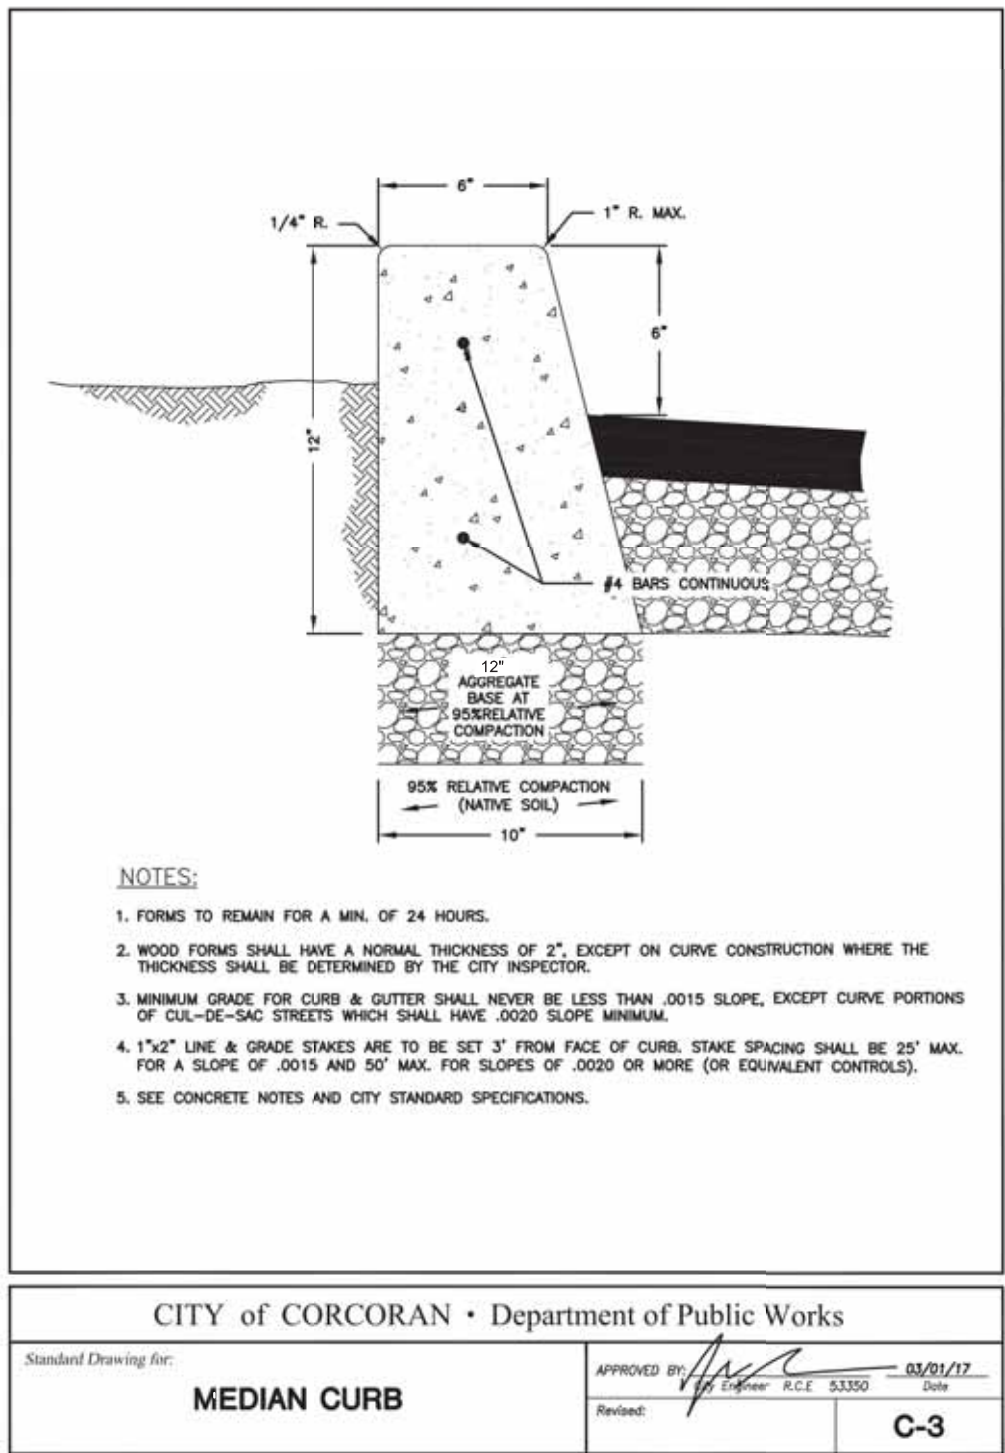 6"
1/4" R.
1" R. MAX.
6"
12"
#4 BARS CONTINUOUS
12"
AGGREGATE
BASE AT
95%RELATIVE
COMPACTION
95% RELATIVE COMPACTION
(NATIVE SOIL)
10"
NOTES:
1. FORMS TO REMAIN FOR A MIN. OF 24 HOURS.
2. WOOD FORMS SHALL HAVE A NORMAL THICKNESS OF 2", EXCEPT ON CURVE CONSTRUCTION WHERE THE
THICKNESS SHALL BE DETERMINED BY THE CITY INSPECTOR.
3. MINIMUM GRADE FOR CURB & GUTTER SHALL NEVER BE LESS THAN .0015 SLOPE, EXCEPT CURVE PORTIONS
OF CUL-DE-SAC STREETS WHICH SHALL HAVE .0020 SLOPE MINIMUM.
4. 1"x2" LINE & GRADE STAKES ARE TO BE SET 3' FROM FACE OF CURB. STAKE SPACING SHALL BE 25' MAX.
FOR A SLOPE OF .0015 AND 50' MAX. FOR SLOPES OF .0020 OR MORE (OR EQUIVALENT CONTROLS).
5. SEE CONCRETE NOTES AND CITY STANDARD SPECIFICATIONS.
CITY of CORCORAN • Department of Public Works
Standard Drawing for:
MEDIAN CURB
APPROVED BY: 03/01/17
City Engineer R.C.E 53350 Date
Revised:
C-3